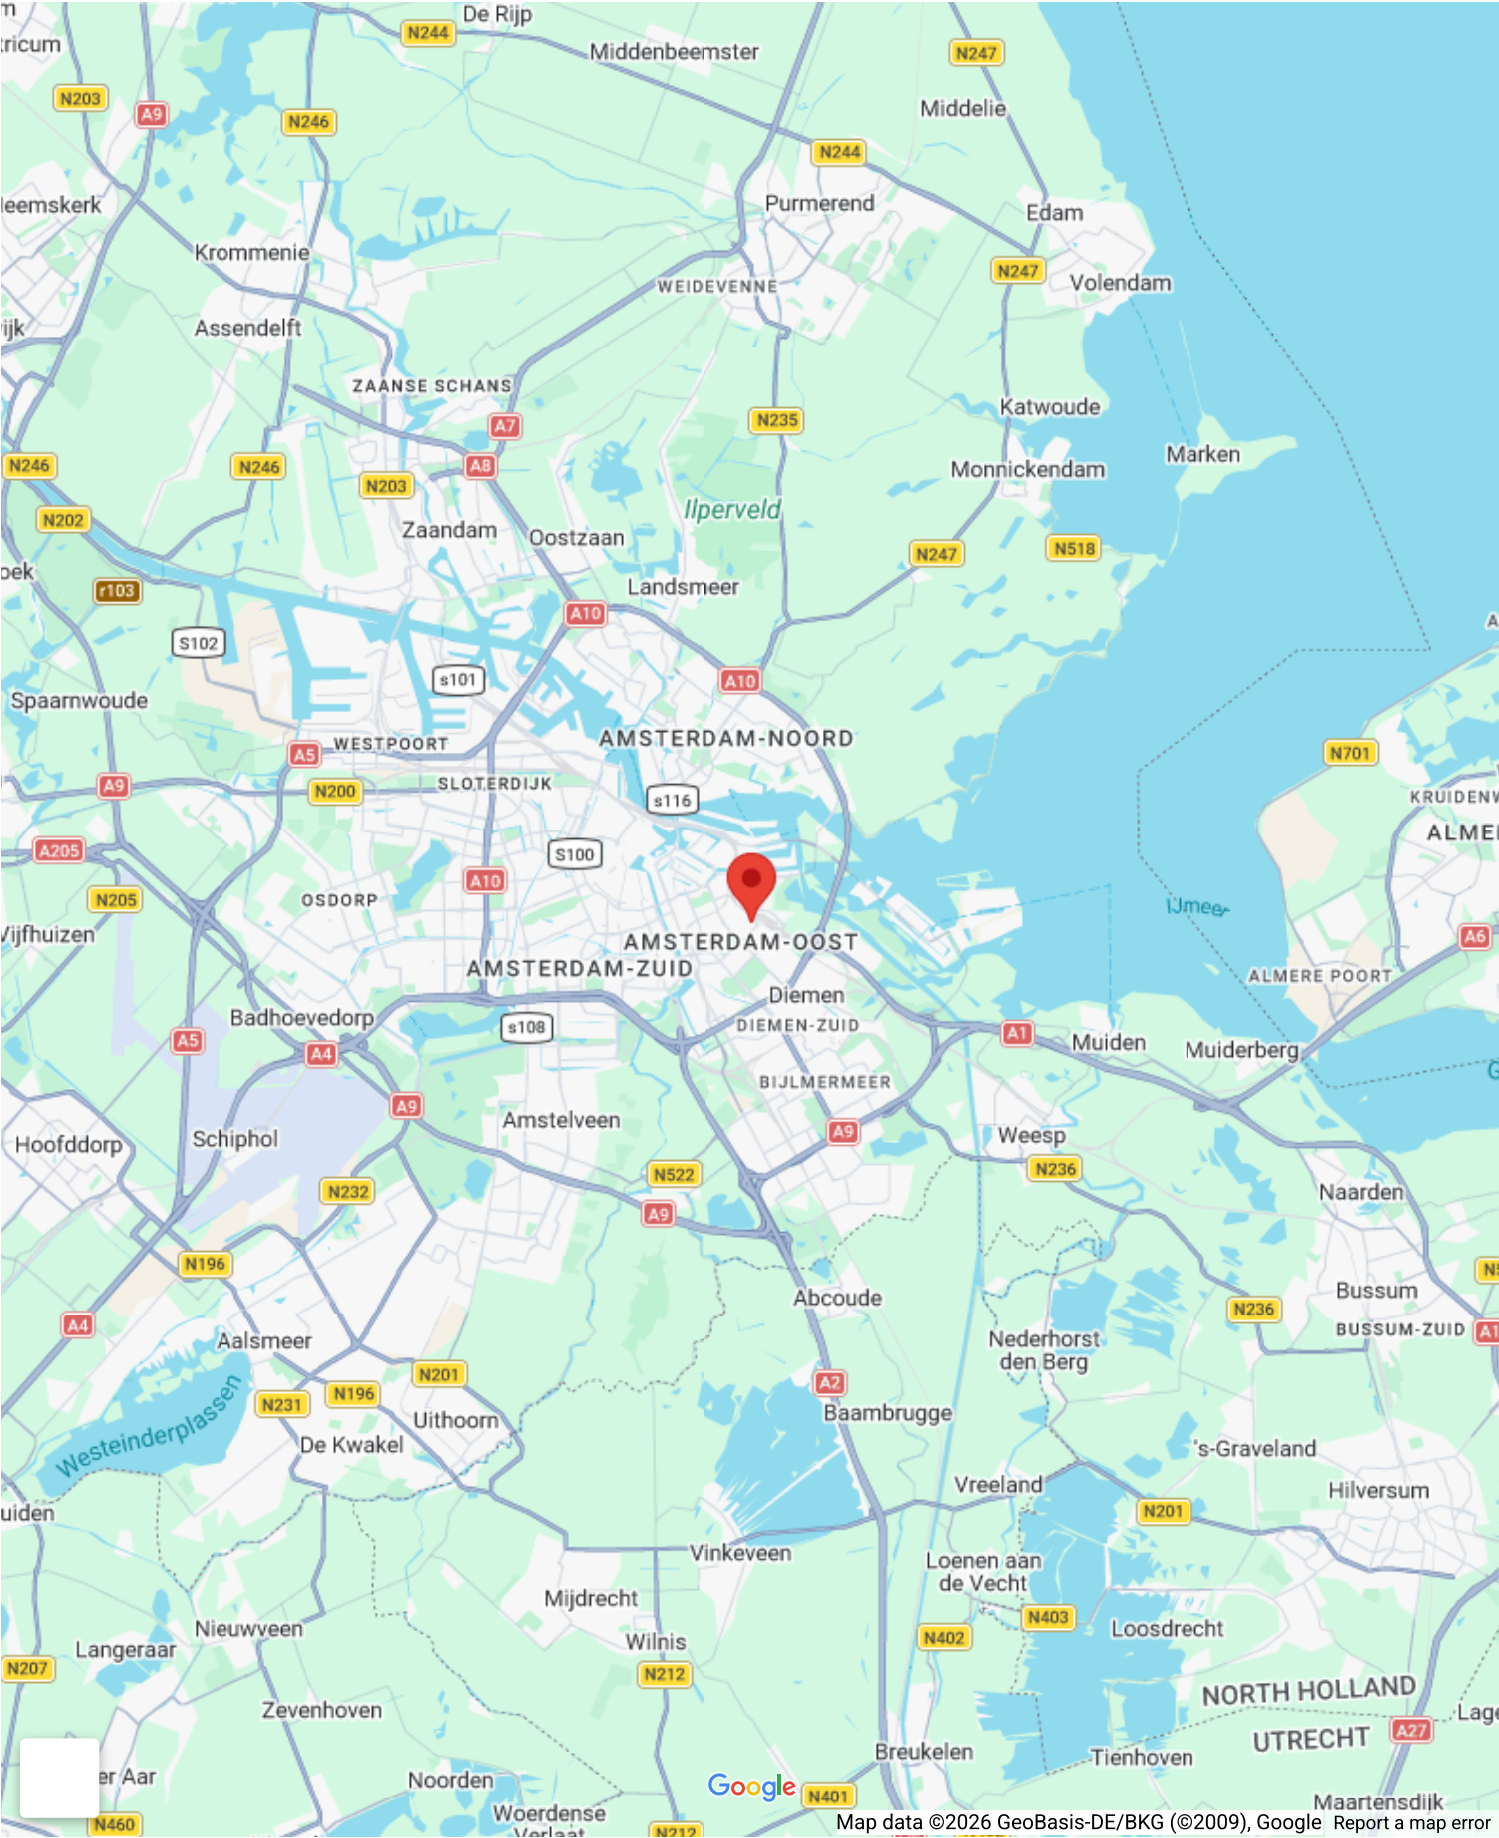 De Rijp
N244
Middenbeemster
N247
N203
A9
N246
Middelie
N244
Purmerend
Edam
Krommenie
N247
Volendam
WEIDEVENNE
Assendelft
ZAANSE SCHANS
Katwoude
N235
A7
Marken
N246
N246
A8
Monnickendam
N203
Ilperveld
N202
Zaandam
Oostzaan
N247
N518
r103
Landsmeer
A10
S102
s101
A10
Spaarnwoude
AMSTERDAM-NOORD
WESTPOORT
A5
N701
A9
N200
SLOTERDIJK
s116
A205
S100
A10
N205
OSDORP
IJmeer
Vijfhuizen
A6
AMSTERDAM-OOST
AMSTERDAM-ZUID
ALMERE POORT
Diemen
Badhoevedorp
s108
DIEMEN-ZUID
A5
A1
Muiden
A4
Muiderberg
BIJLMERMEER
A9
Amstelveen
A9
Weesp
Schiphol
Hoofddorp
N522
N236
N232
Naarden
A9
N196
Abcoude
Bussum
A4
N236
Aalsmeer
Nederhorst
den Berg
BUSSUM-ZUID
N201
A2
N231
N196
Westeinderplassen
Uithoorn
Baambrugge
De Kwakel
's-Graveland
Vreeland
Hilversum
N201
Vinkeveen
Loenen aan
de Vecht
Mijdrecht
N403
Nieuwveen
Loosdrecht
Langeraar
Wilnis
N402
N207
N212
NORTH HOLLAND
Zevenhoven
UTRECHT
A27
Breukelen
Tienhoven
Noorden
Google
N401
Maartensdijk
Woerdense
Verlaat
N460
N212
Map data ©2026 GeoBasis-DE/BKG (©2009), Google
Report a map error